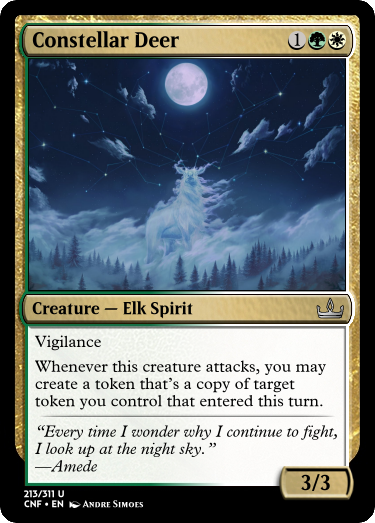 Constellar Deer 1
Creature — Elk Spirit
Vigilance
Whenever this creature attacks, you may
create a token that's a copy of target
token you control that entered this turn.
“Every time I wonder why I continue to fight,
I look up at the night sky.”
—Amede
3/3
213/311 U
CNF • EN Andre Simoes